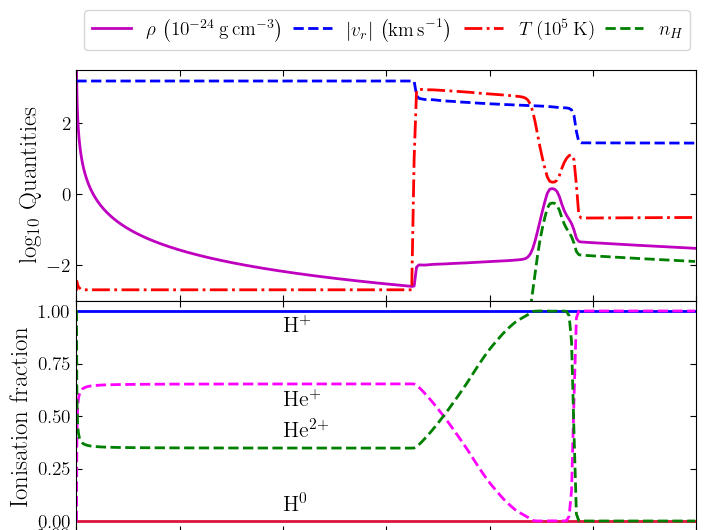 ρ (10⁻²⁴ g cm⁻³) |vᵣ| (km s⁻¹) T (10⁵ K) n_H
log₁₀ Quantities
2
0
−2
Ionisation fraction
1.00
0.75
0.50
0.25
0.00
H⁺
He⁺
He²⁺
H⁰